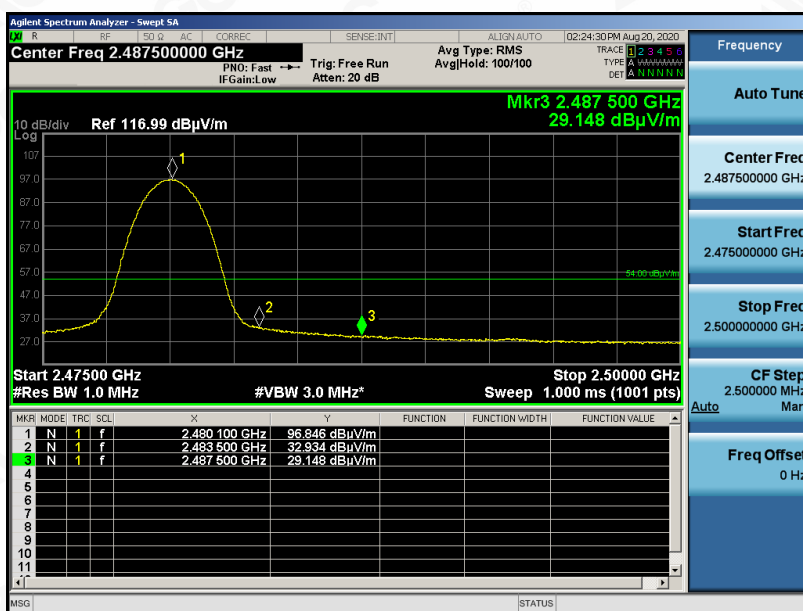 Agilent Spectrum Analyzer - Swept SA
LXI R RF 50 Ω AC CORREC SENSE:INT ALIGN AUTO 02:24:30 PM Aug 20, 2020
Center Freq 2.487500000 GHz
PNO: Fast
IFGain:Low
Trig: Free Run
Atten: 20 dB
Avg Type: RMS
Avg|Hold: 100/100
TRACE 1 2 3 4 5 6
TYPE A WWWWW
DET A N N N N N
Mkr3 2.487 500 GHz
29.148 dBµV/m
10 dB/div Ref 116.99 dBµV/m
Log
107
97.0
87.0
77.0
67.0
57.0
47.0
37.0
27.0
1
2
3
54.00 dBµV/m
Start 2.47500 GHz Stop 2.50000 GHz
#Res BW 1.0 MHz #VBW 3.0 MHz* Sweep 1.000 ms (1001 pts)
MKR MODE TRC SCL X Y FUNCTION FUNCTION WIDTH FUNCTION VALUE
1 N 1 f 2.480 100 GHz 96.846 dBµV/m
2 N 1 f 2.483 500 GHz 32.934 dBµV/m
3 N 1 f 2.487 500 GHz 29.148 dBµV/m
4
5
6
7
8
9
10
11
MSG STATUS
Frequency
Auto Tune
Center Freq
2.487500000 GHz
Start Freq
2.475000000 GHz
Stop Freq
2.500000000 GHz
CF Step
2.500000 MHz
Auto Man
Freq Offset
0 Hz